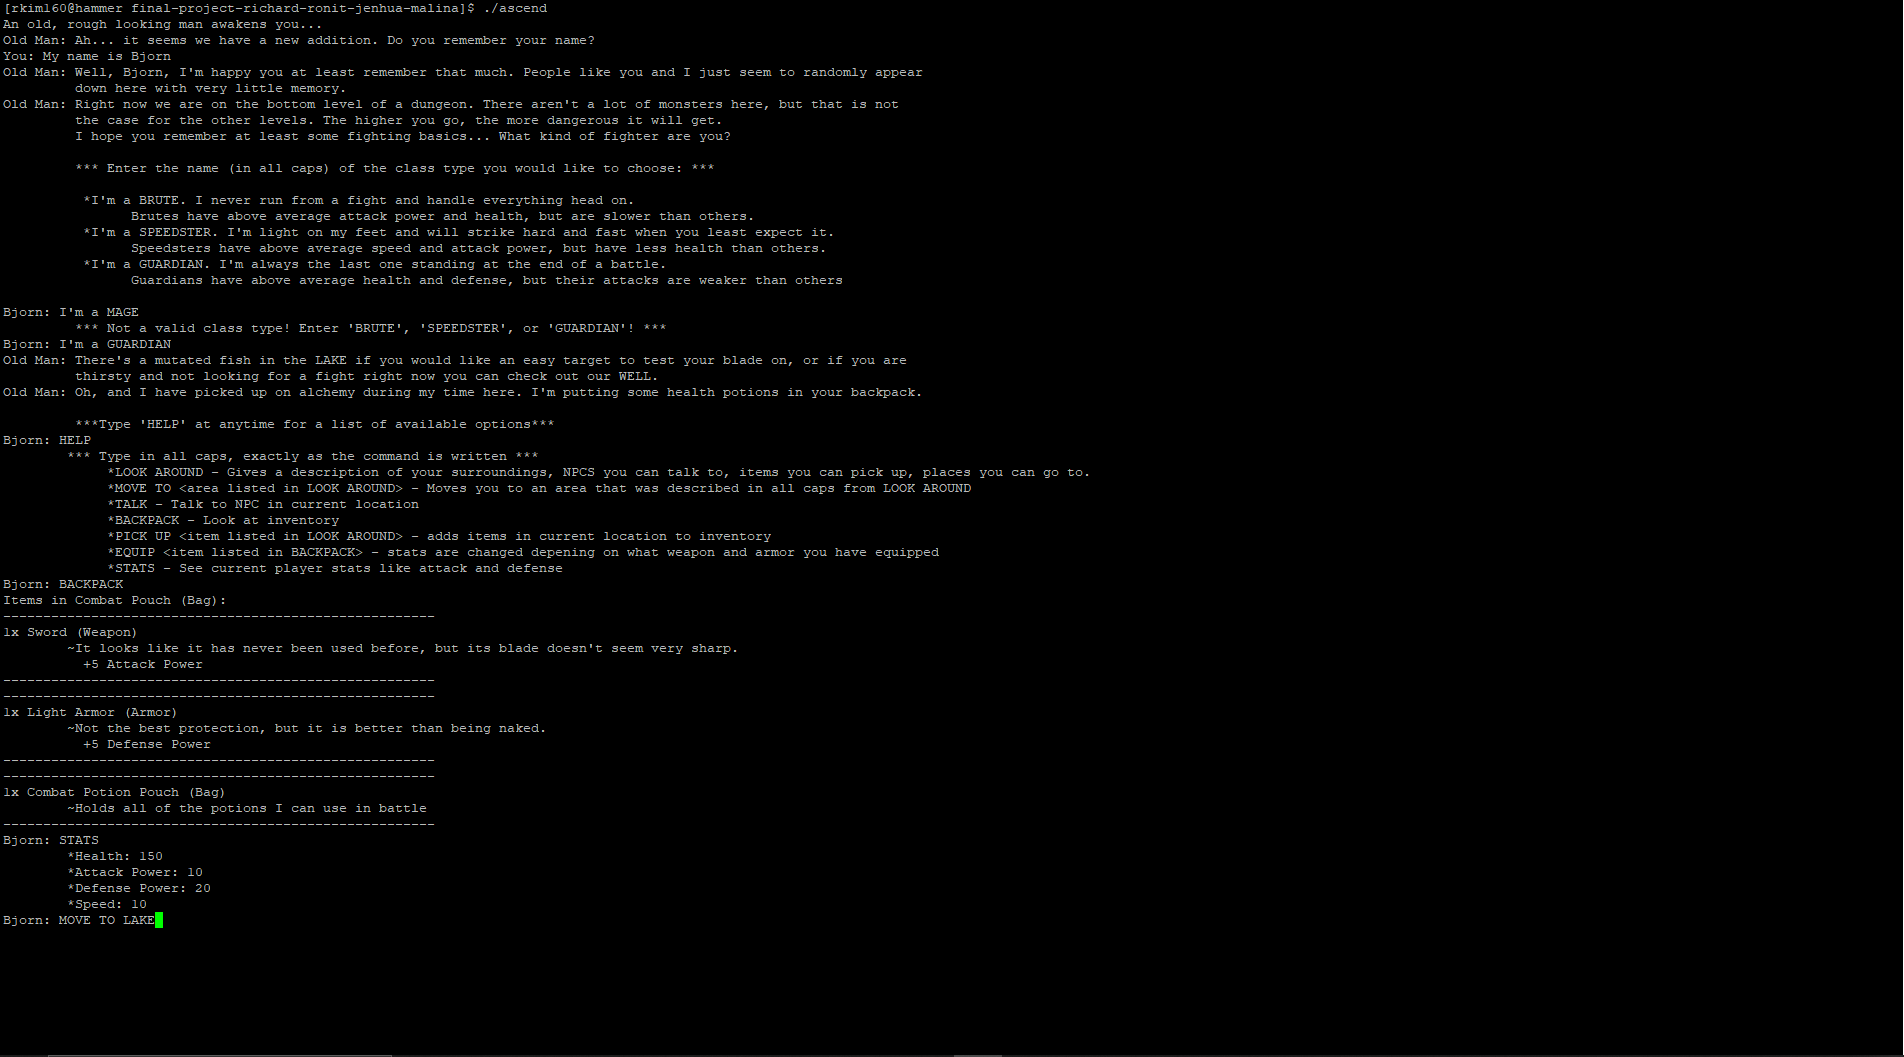 [rkim160@hammer final-project-richard-ronit-jenhua-malina]$ ./ascend
An old, rough looking man awakens you...
Old Man: Ah... it seems we have a new addition. Do you remember your name?
You: My name is Bjorn
Old Man: Well, Bjorn, I'm happy you at least remember that much. People like you and I just seem to randomly appear
         down here with very little memory.
Old Man: Right now we are on the bottom level of a dungeon. There aren't a lot of monsters here, but that is not
         the case for the other levels. The higher you go, the more dangerous it will get.
         I hope you remember at least some fighting basics... What kind of fighter are you?

         *** Enter the name (in all caps) of the class type you would like to choose: ***

          *I'm a BRUTE. I never run from a fight and handle everything head on.
                Brutes have above average attack power and health, but are slower than others.
          *I'm a SPEEDSTER. I'm light on my feet and will strike hard and fast when you least expect it.
                Speedsters have above average speed and attack power, but have less health than others.
          *I'm a GUARDIAN. I'm always the last one standing at the end of a battle.
                Guardians have above average health and defense, but their attacks are weaker than others

Bjorn: I'm a MAGE
         *** Not a valid class type! Enter 'BRUTE', 'SPEEDSTER', or 'GUARDIAN'! ***
Bjorn: I'm a GUARDIAN
Old Man: There's a mutated fish in the LAKE if you would like an easy target to test your blade on, or if you are
         thirsty and not looking for a fight right now you can check out our WELL.
Old Man: Oh, and I have picked up on alchemy during my time here. I'm putting some health potions in your backpack.

         ***Type 'HELP' at anytime for a list of available options***
Bjorn: HELP
        *** Type in all caps, exactly as the command is written ***
             *LOOK AROUND - Gives a description of your surroundings, NPCS you can talk to, items you can pick up, places you can go to.
             *MOVE TO <area listed in LOOK AROUND> - Moves you to an area that was described in all caps from LOOK AROUND
             *TALK - Talk to NPC in current location
             *BACKPACK - Look at inventory
             *PICK UP <item listed in LOOK AROUND> - adds items in current location to inventory
             *EQUIP <item listed in BACKPACK> - stats are changed depening on what weapon and armor you have equipped
             *STATS - See current player stats like attack and defense
Bjorn: BACKPACK
Items in Combat Pouch (Bag):
------------------------------------------------------
1x Sword (Weapon)
        ~It looks like it has never been used before, but its blade doesn't seem very sharp.
          +5 Attack Power
------------------------------------------------------
------------------------------------------------------
1x Light Armor (Armor)
        ~Not the best protection, but it is better than being naked.
          +5 Defense Power
------------------------------------------------------
------------------------------------------------------
1x Combat Potion Pouch (Bag)
        ~Holds all of the potions I can use in battle
------------------------------------------------------
Bjorn: STATS
        *Health: 150
        *Attack Power: 10
        *Defense Power: 20
        *Speed: 10
Bjorn: MOVE TO LAKE